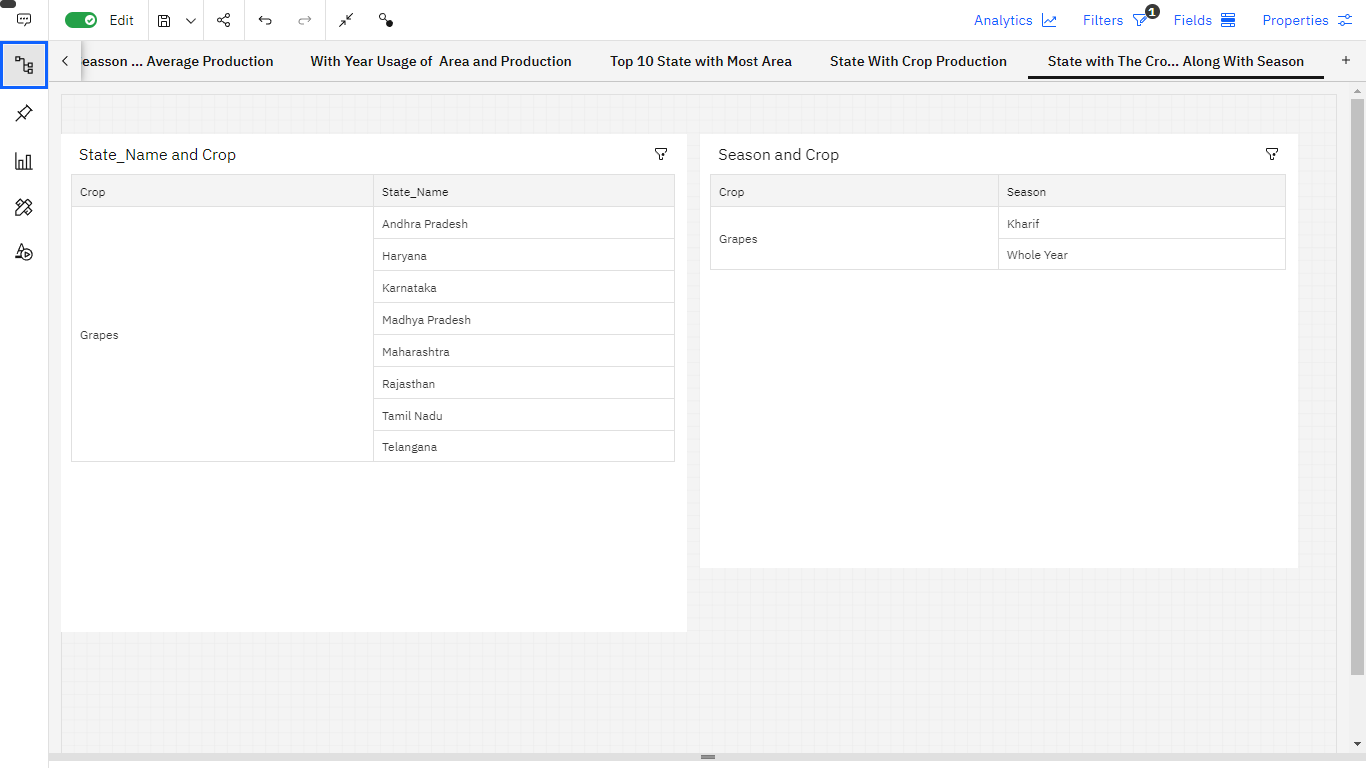 Edit
Analytics
Filters
1
Fields
Properties
easson ... Average Production
With Year Usage of Area and Production
Top 10 State with Most Area
State With Crop Production
State with The Cro... Along With Season
State_Name and Crop
Crop
State_Name
Grapes
Andhra Pradesh
Haryana
Karnataka
Madhya Pradesh
Maharashtra
Rajasthan
Tamil Nadu
Telangana
Season and Crop
Crop
Season
Grapes
Kharif
Whole Year